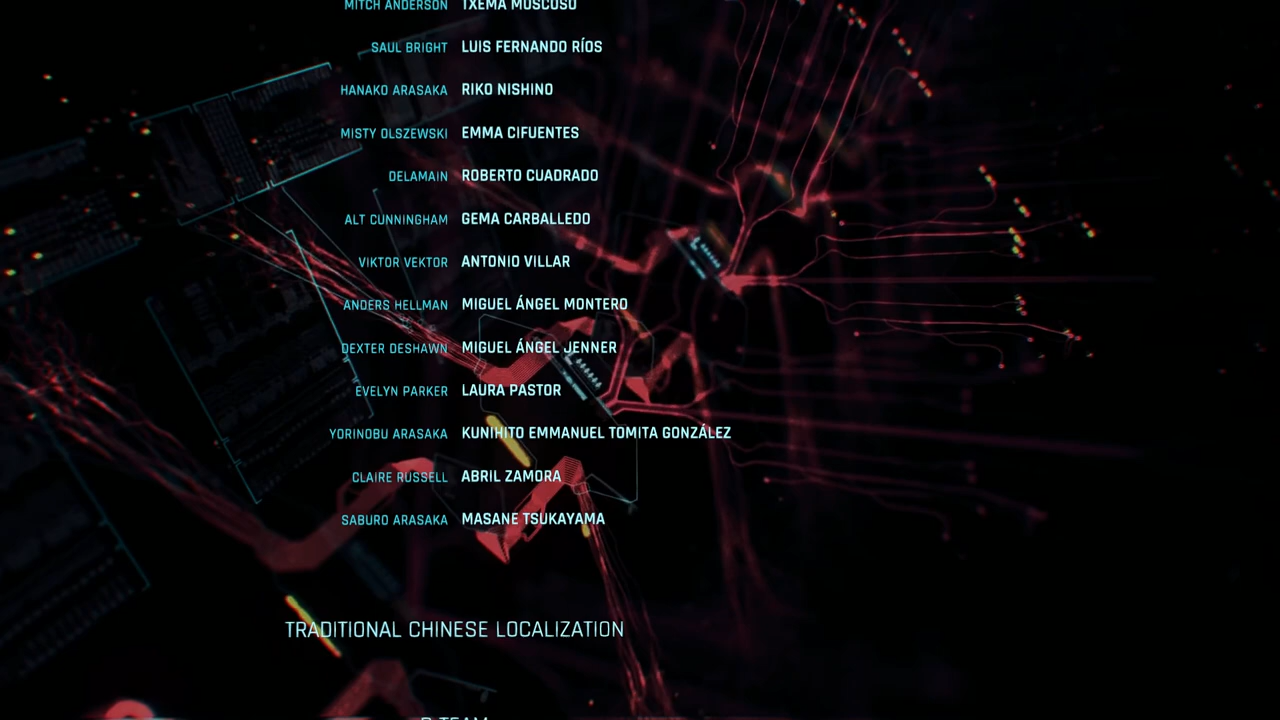 MITCH ANDERSON TXEMA MOSCOSO
SAUL BRIGHT LUIS FERNANDO RÍOS
HANAKO ARASAKA RIKO NISHINO
MISTY OLSZEWSKI EMMA CIFUENTES
DELAMAIN ROBERTO CUADRADO
ALT CUNNINGHAM GEMA CARBALLEDO
VIKTOR VEKTOR ANTONIO VILLAR
ANDERS HELLMAN MIGUEL ÁNGEL MONTERO
DEXTER DESHAWN MIGUEL ÁNGEL JENNER
EVELYN PARKER LAURA PASTOR
YORINOBU ARASAKA KUNIHITO EMMANUEL TOMITA GONZÁLEZ
CLAIRE RUSSELL ABRIL ZAMORA
SABURO ARASAKA MASANE TSUKAYAMA
TRADITIONAL CHINESE LOCALIZATION
TEAM